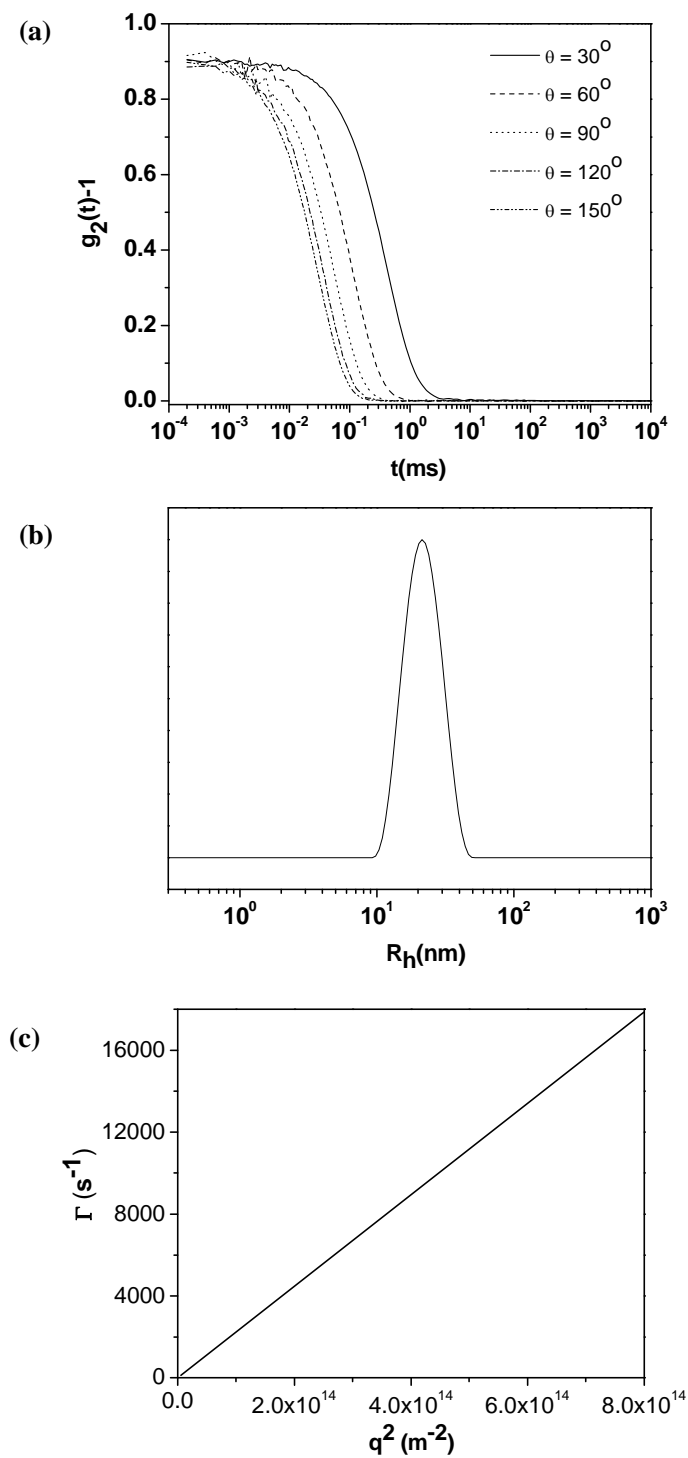 (a)
1.0
0.8
0.6
0.4
0.2
0.0
g₂(t)-1
θ = 30°
θ = 60°
θ = 90°
θ = 120°
θ = 150°
10⁻⁴ 10⁻³ 10⁻² 10⁻¹ 10⁰ 10¹ 10² 10³ 10⁴
t(ms)
(b)
10⁰ 10¹ 10² 10³
R_h(nm)
(c)
16000
12000
8000
4000
0
Γ (s⁻¹)
0.0 2.0x10¹⁴ 4.0x10¹⁴ 6.0x10¹⁴ 8.0x10¹⁴
q² (m⁻²)